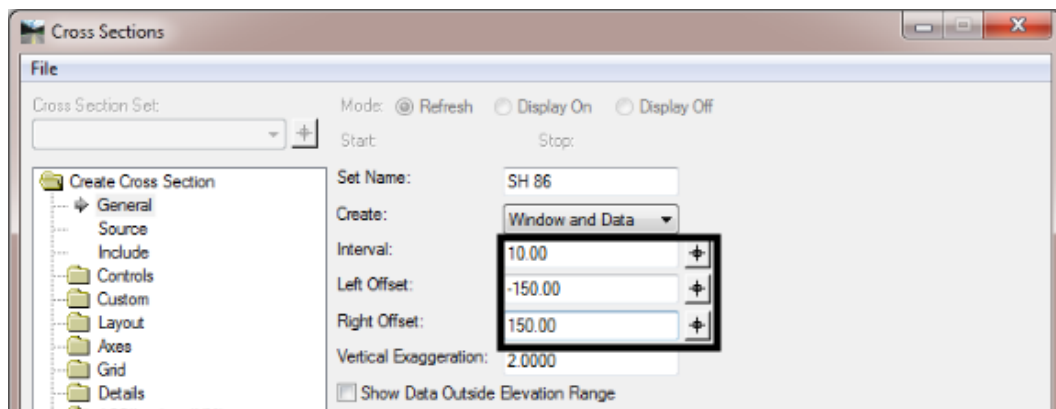 Cross Sections
File
Cross Section Set:
Mode: Refresh Display On Display Off
Start: Stop:
Create Cross Section
General
Source
Include
Controls
Custom
Layout
Axes
Grid
Details
Set Name: SH 86
Create: Window and Data
Interval: 10.00
Left Offset: -150.00
Right Offset: 150.00
Vertical Exaggeration: 2.0000
Show Data Outside Elevation Range